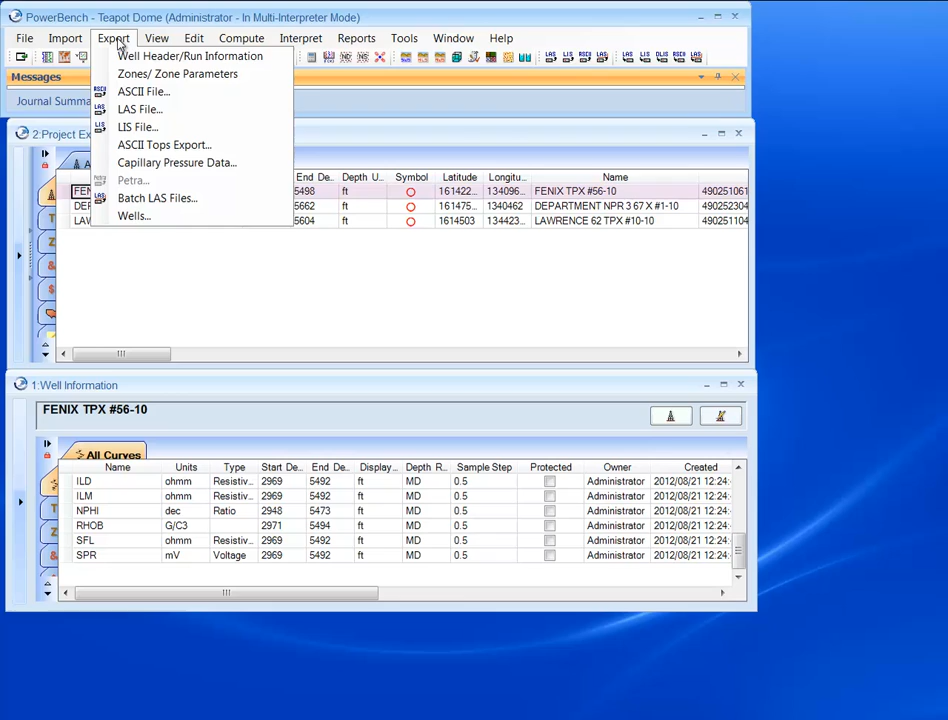 PowerBench - Teapot Dome (Administrator - In Multi-Interpreter Mode)
File Import Export View Edit Compute Interpret Reports Tools Window Help
Messages
Journal Summa
Well Header/Run Information
Zones/ Zone Parameters
ASCII File...
LAS File...
LIS File...
ASCII Tops Export...
Capillary Pressure Data...
Petra...
Batch LAS Files...
Wells...
2:Project Ex
End De... Depth U... Symbol Latitude Longitu... Name
FEN 5498 ft 161422... 134096... FENIX TPX #56-10 490251061
DEP 5662 ft 161475... 1340462 DEPARTMENT NPR 3 67 X #1-10 490252304
LAW 5604 ft 1614503 134423... LAWRENCE 62 TPX #10-10 490251104
1:Well Information
FENIX TPX #56-10
All Curves
Name Units Type Start De... End De... Display... Depth R... Sample Step Protected Owner Created
ILD ohmm Resistiv... 2969 5492 ft MD 0.5 Administrator 2012/08/21 12:24:
ILM ohmm Resistiv... 2969 5492 ft MD 0.5 Administrator 2012/08/21 12:24:
NPHI dec Ratio 2948 5473 ft MD 0.5 Administrator 2012/08/21 12:24:
RHOB G/C3 2971 5494 ft MD 0.5 Administrator 2012/08/21 12:24:
SFL ohmm Resistiv... 2969 5492 ft MD 0.5 Administrator 2012/08/21 12:24:
SPR mV Voltage 2969 5492 ft MD 0.5 Administrator 2012/08/21 12:24: